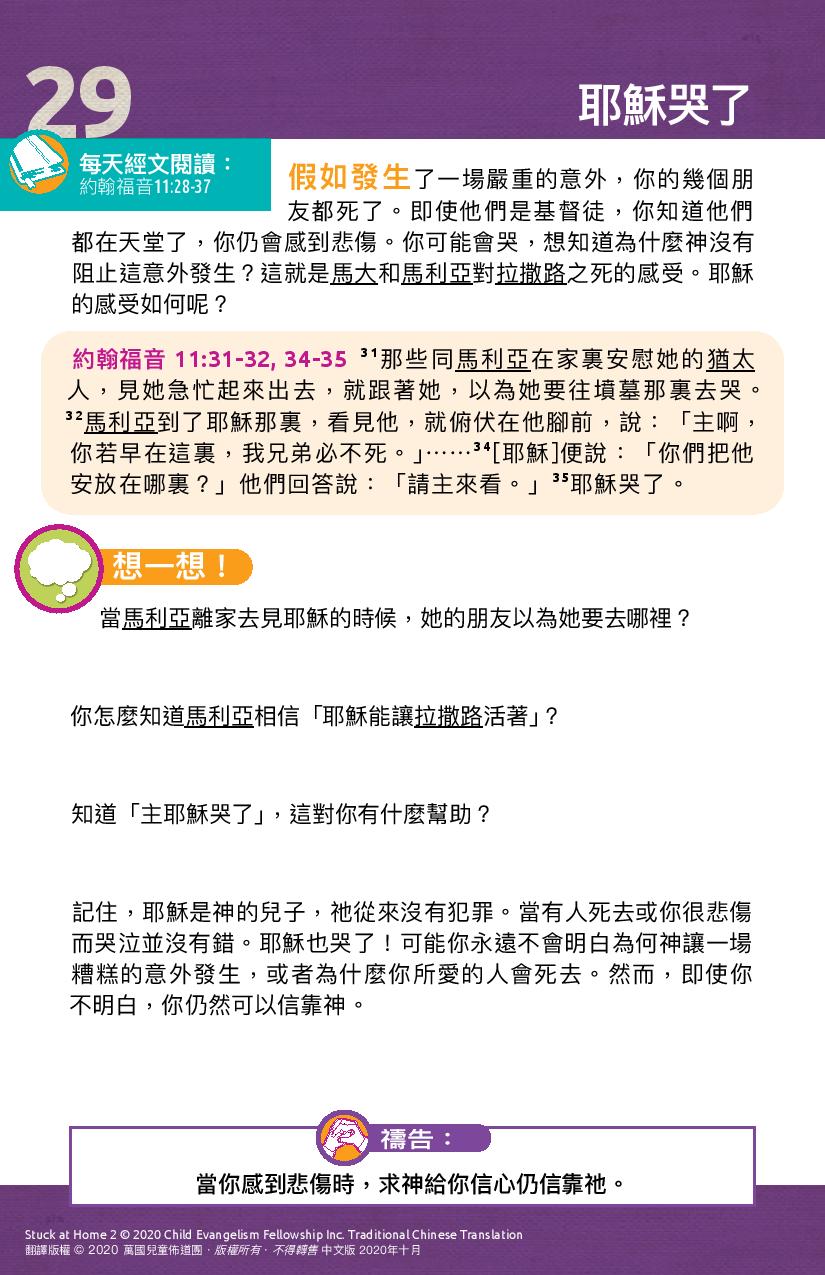 29
耶穌哭了
每天經文閱讀：
約翰福音11:28-37
假如發生了一場嚴重的意外，你的幾個朋
友都死了。即使他們是基督徒，你知道他們
都在天堂了，你仍會感到悲傷。你可能會哭，想知道為什麼神沒有
阻止這意外發生？這就是馬大和馬利亞對拉撒路之死的感受。耶穌
的感受如何呢？
約翰福音 11:31-32, 34-35 ³¹那些同馬利亞在家裏安慰她的猶太
人，見她急忙起來出去，就跟著她，以為她要往墳墓那裏去哭。
³²馬利亞到了耶穌那裏，看見他，就俯伏在他腳前，說：「主啊，
你若早在這裏，我兄弟必不死。」……³⁴[耶穌]便說：「你們把他
安放在哪裏？」他們回答說：「請主來看。」³⁵耶穌哭了。
想一想！
當馬利亞離家去見耶穌的時候，她的朋友以為她要去哪裡？
你怎麼知道馬利亞相信「耶穌能讓拉撒路活著」？
知道「主耶穌哭了」，這對你有什麼幫助？
記住，耶穌是神的兒子，祂從來沒有犯罪。當有人死去或你很悲傷
而哭泣並沒有錯。耶穌也哭了！可能你永遠不會明白為何神讓一場
糟糕的意外發生，或者為什麼你所愛的人會死去。然而，即使你
不明白，你仍然可以信靠神。
禱告：
當你感到悲傷時，求神給你信心仍信靠祂。
Stuck at Home 2 © 2020 Child Evangelism Fellowship Inc. Traditional Chinese Translation
翻譯版權 © 2020 萬國兒童佈道團．版權所有．不得轉售 中文版 2020年十月